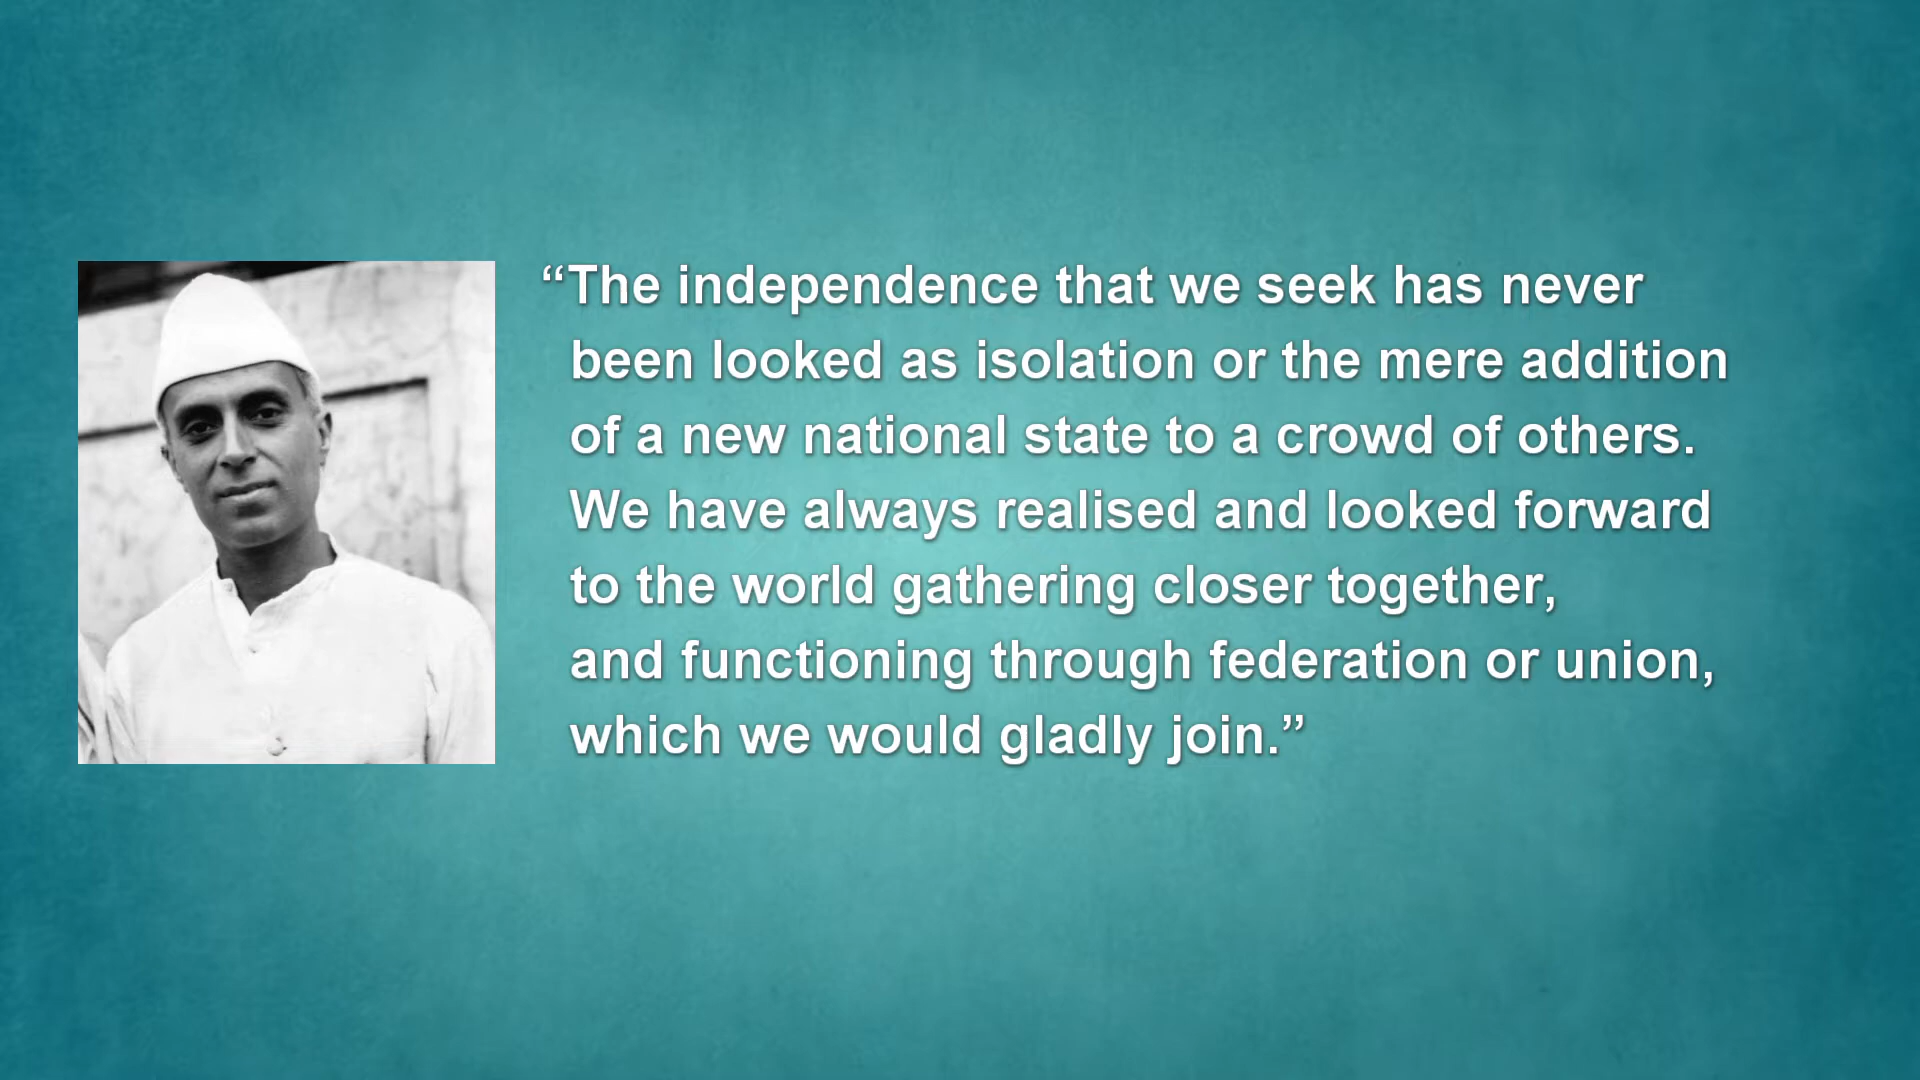 “The independence that we seek has never
been looked as isolation or the mere addition
of a new national state to a crowd of others.
We have always realised and looked forward
to the world gathering closer together,
and functioning through federation or union,
which we would gladly join.”